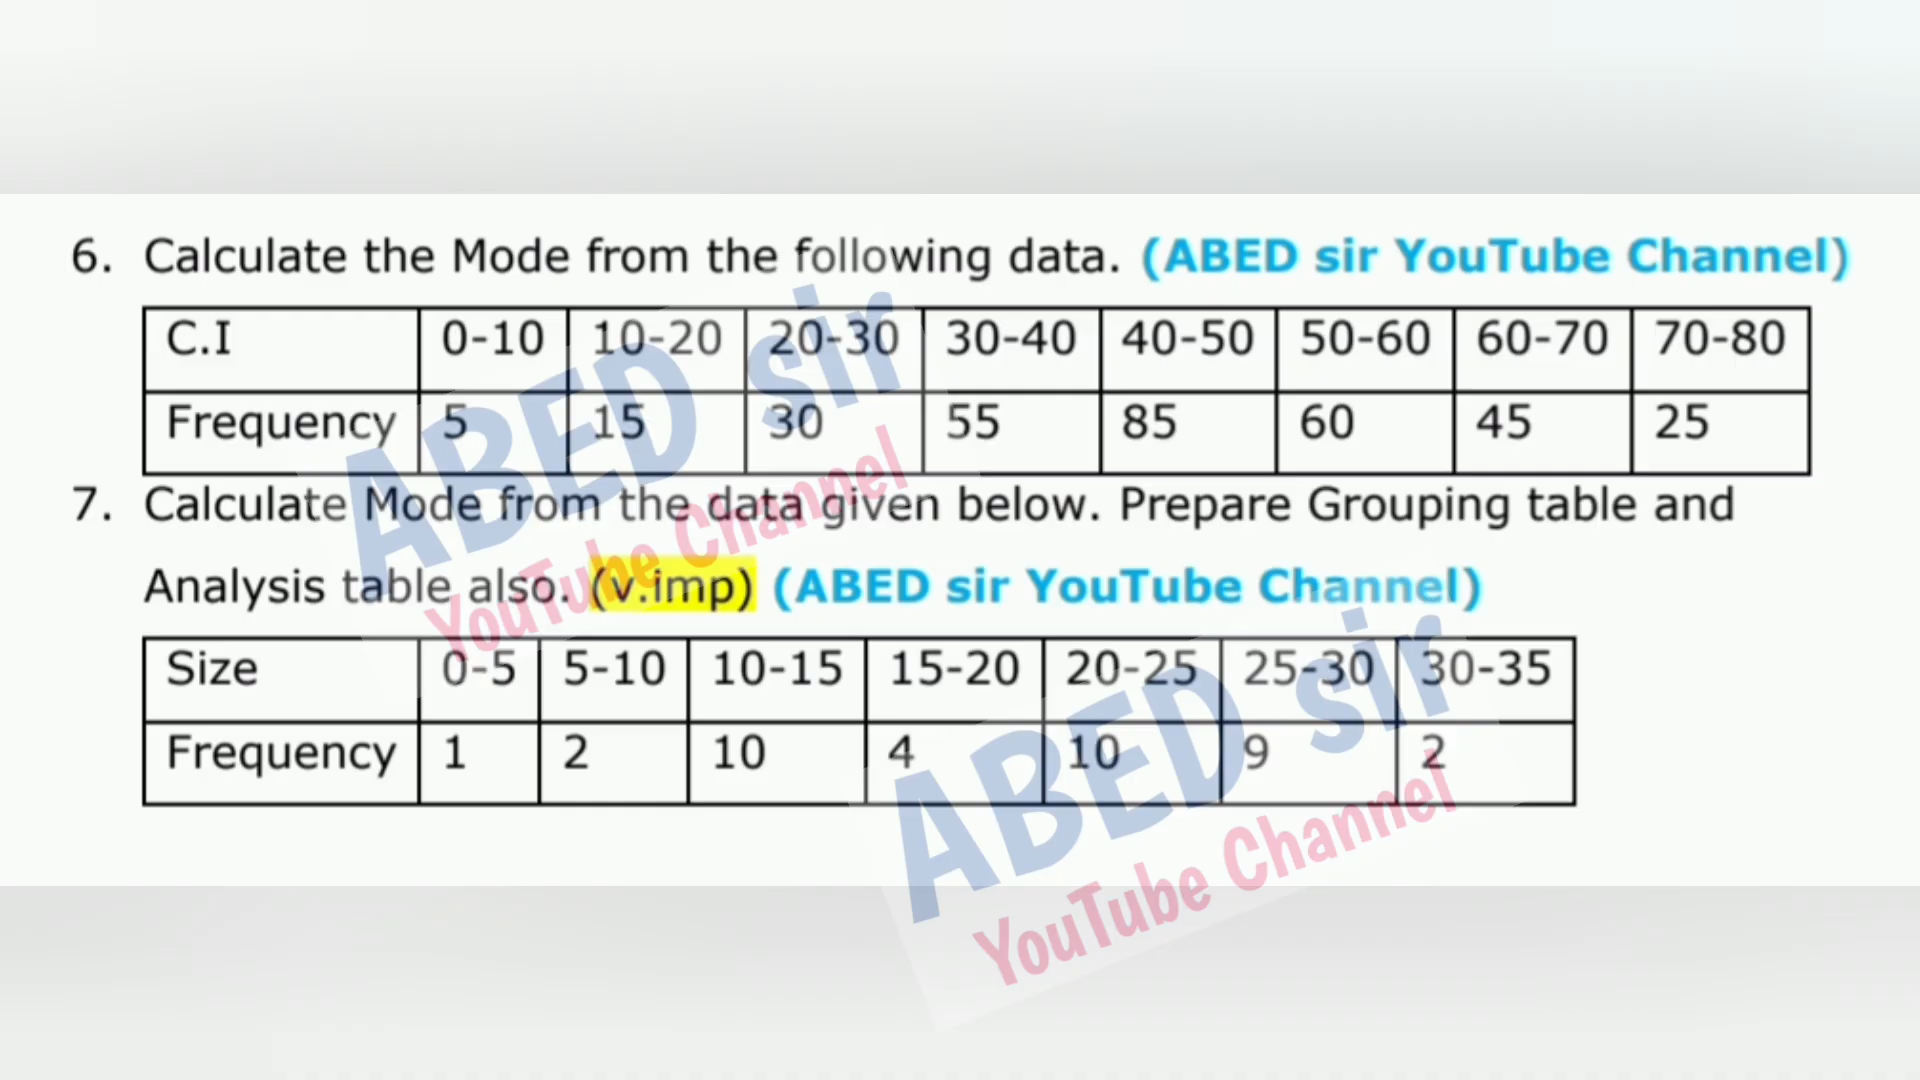 6. Calculate the Mode from the following data. (ABED sir YouTube Channel)
C.I 0-10 10-20 20-30 30-40 40-50 50-60 60-70 70-80
Frequency 5 15 30 55 85 60 45 25
7. Calculate Mode from the data given below. Prepare Grouping table and
Analysis table also. (v.imp) (ABED sir YouTube Channel)
Size 0-5 5-10 10-15 15-20 20-25 25-30 30-35
Frequency 1 2 10 4 10 9 2
ABED sir
YouTube Channel
ABED sir
YouTube Channel